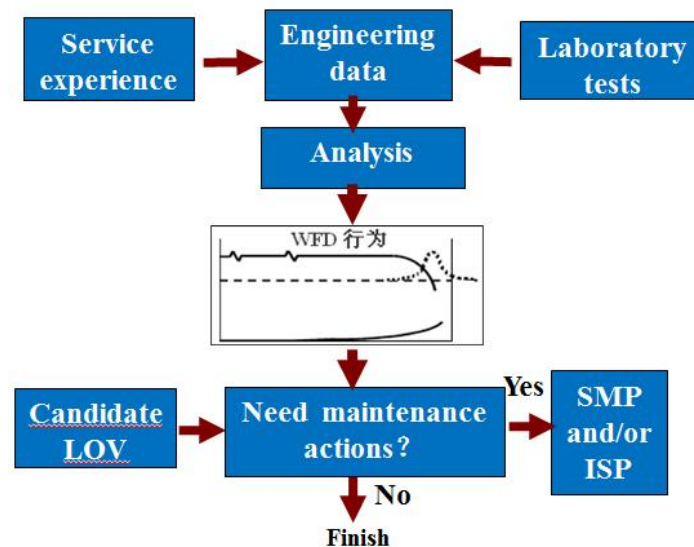 Service
experience
Engineering
data
Laboratory
tests
Analysis
WFD 行为
Candidate
LOV
Need maintenance
actions？
Yes
SMP
and/or
ISP
No
Finish